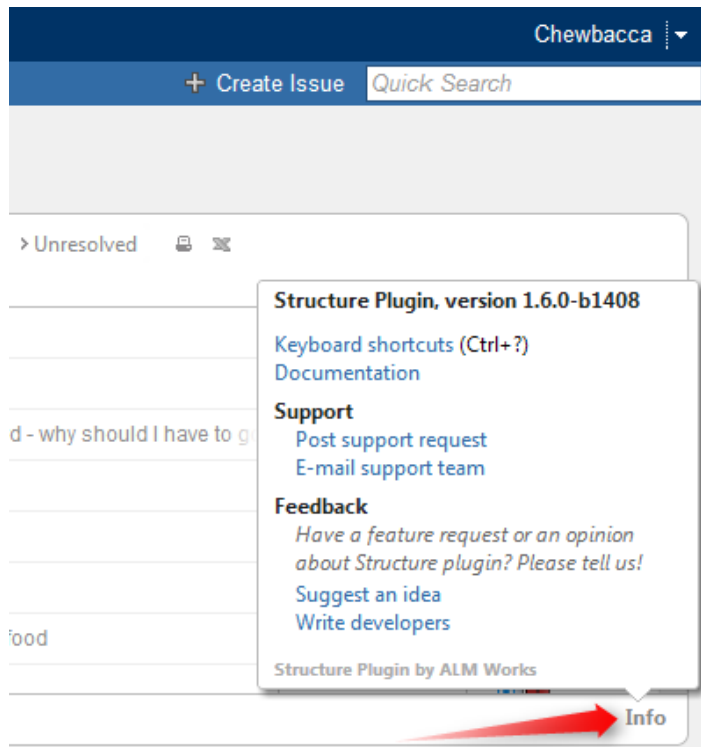 Chewbacca
+ Create Issue Quick Search
Unresolved
Structure Plugin, version 1.6.0-b1408
Keyboard shortcuts (Ctrl+?)
Documentation
Support
d - why should I have to
Post support request
E-mail support team
Feedback
Have a feature request or an opinion
about Structure plugin? Please tell us!
Suggest an idea
Write developers
food
Structure Plugin by ALM Works
Info